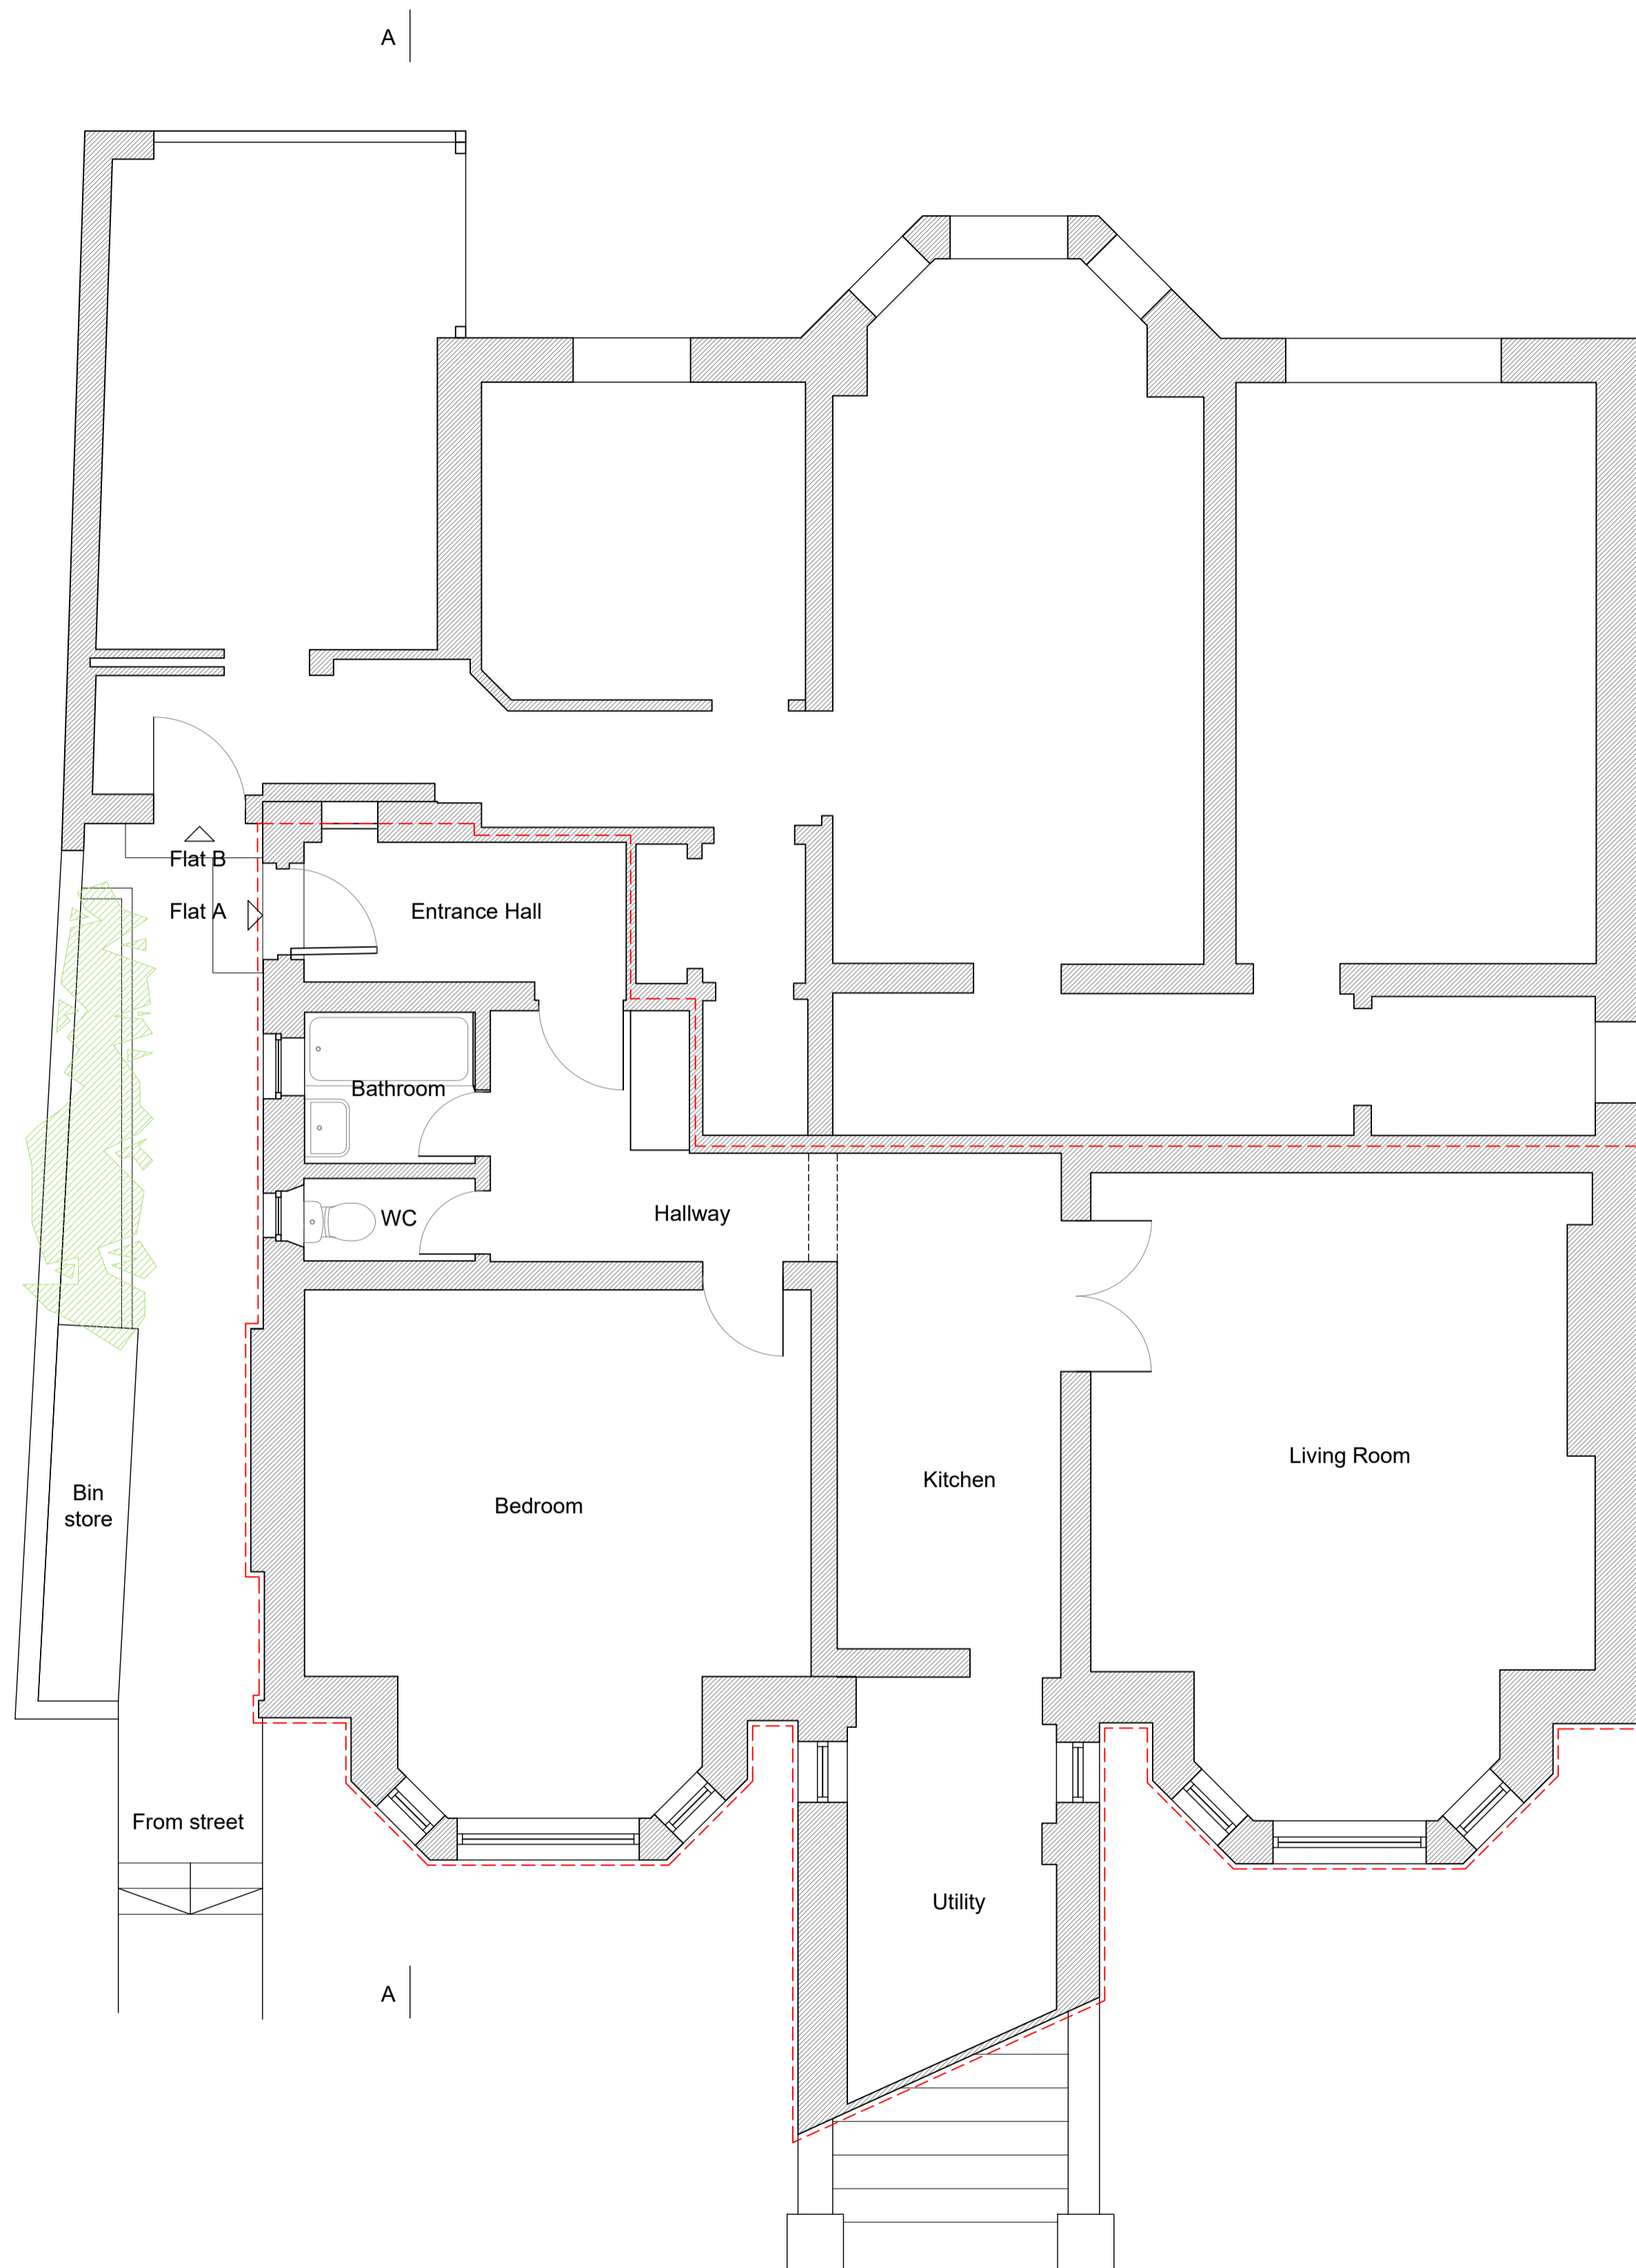 A
Flat B
Flat A
Entrance Hall
Bathroom
WC
Hallway
Living Room
Kitchen
Bin
store
Bedroom
From street
Utility
A